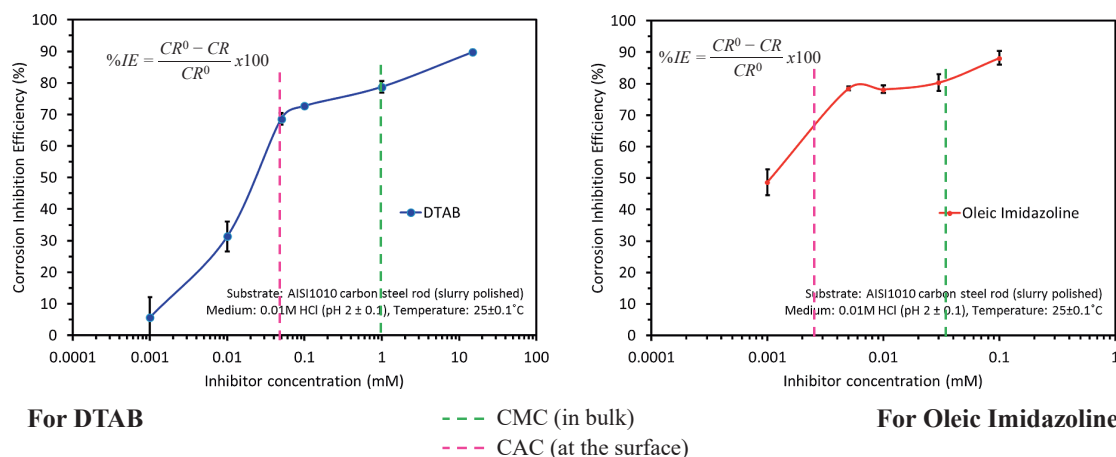 Corrosion Inhibition Efficiency (%)
100
90
80
70
60
50
40
30
20
10
0
%IE = (CR⁰ − CR) / CR⁰ x100
DTAB
Substrate: AISI1010 carbon steel rod (slurry polished)
Medium: 0.01M HCl (pH 2 ± 0.1), Temperature: 25±0.1˚C
0.0001 0.001 0.01 0.1 1 10 100
Inhibitor concentration (mM)
Corrosion Inhibition Efficiency (%)
100
90
80
70
60
50
40
30
20
10
0
%IE = (CR⁰ − CR) / CR⁰ x100
Oleic Imidazoline
Substrate: AISI1010 carbon steel rod (slurry polished)
Medium: 0.01M HCl (pH 2 ± 0.1), Temperature: 25±0.1˚C
0.0001 0.001 0.01 0.1 1
Inhibitor concentration (mM)
For DTAB
CMC (in bulk)
CAC (at the surface)
For Oleic Imidazoline